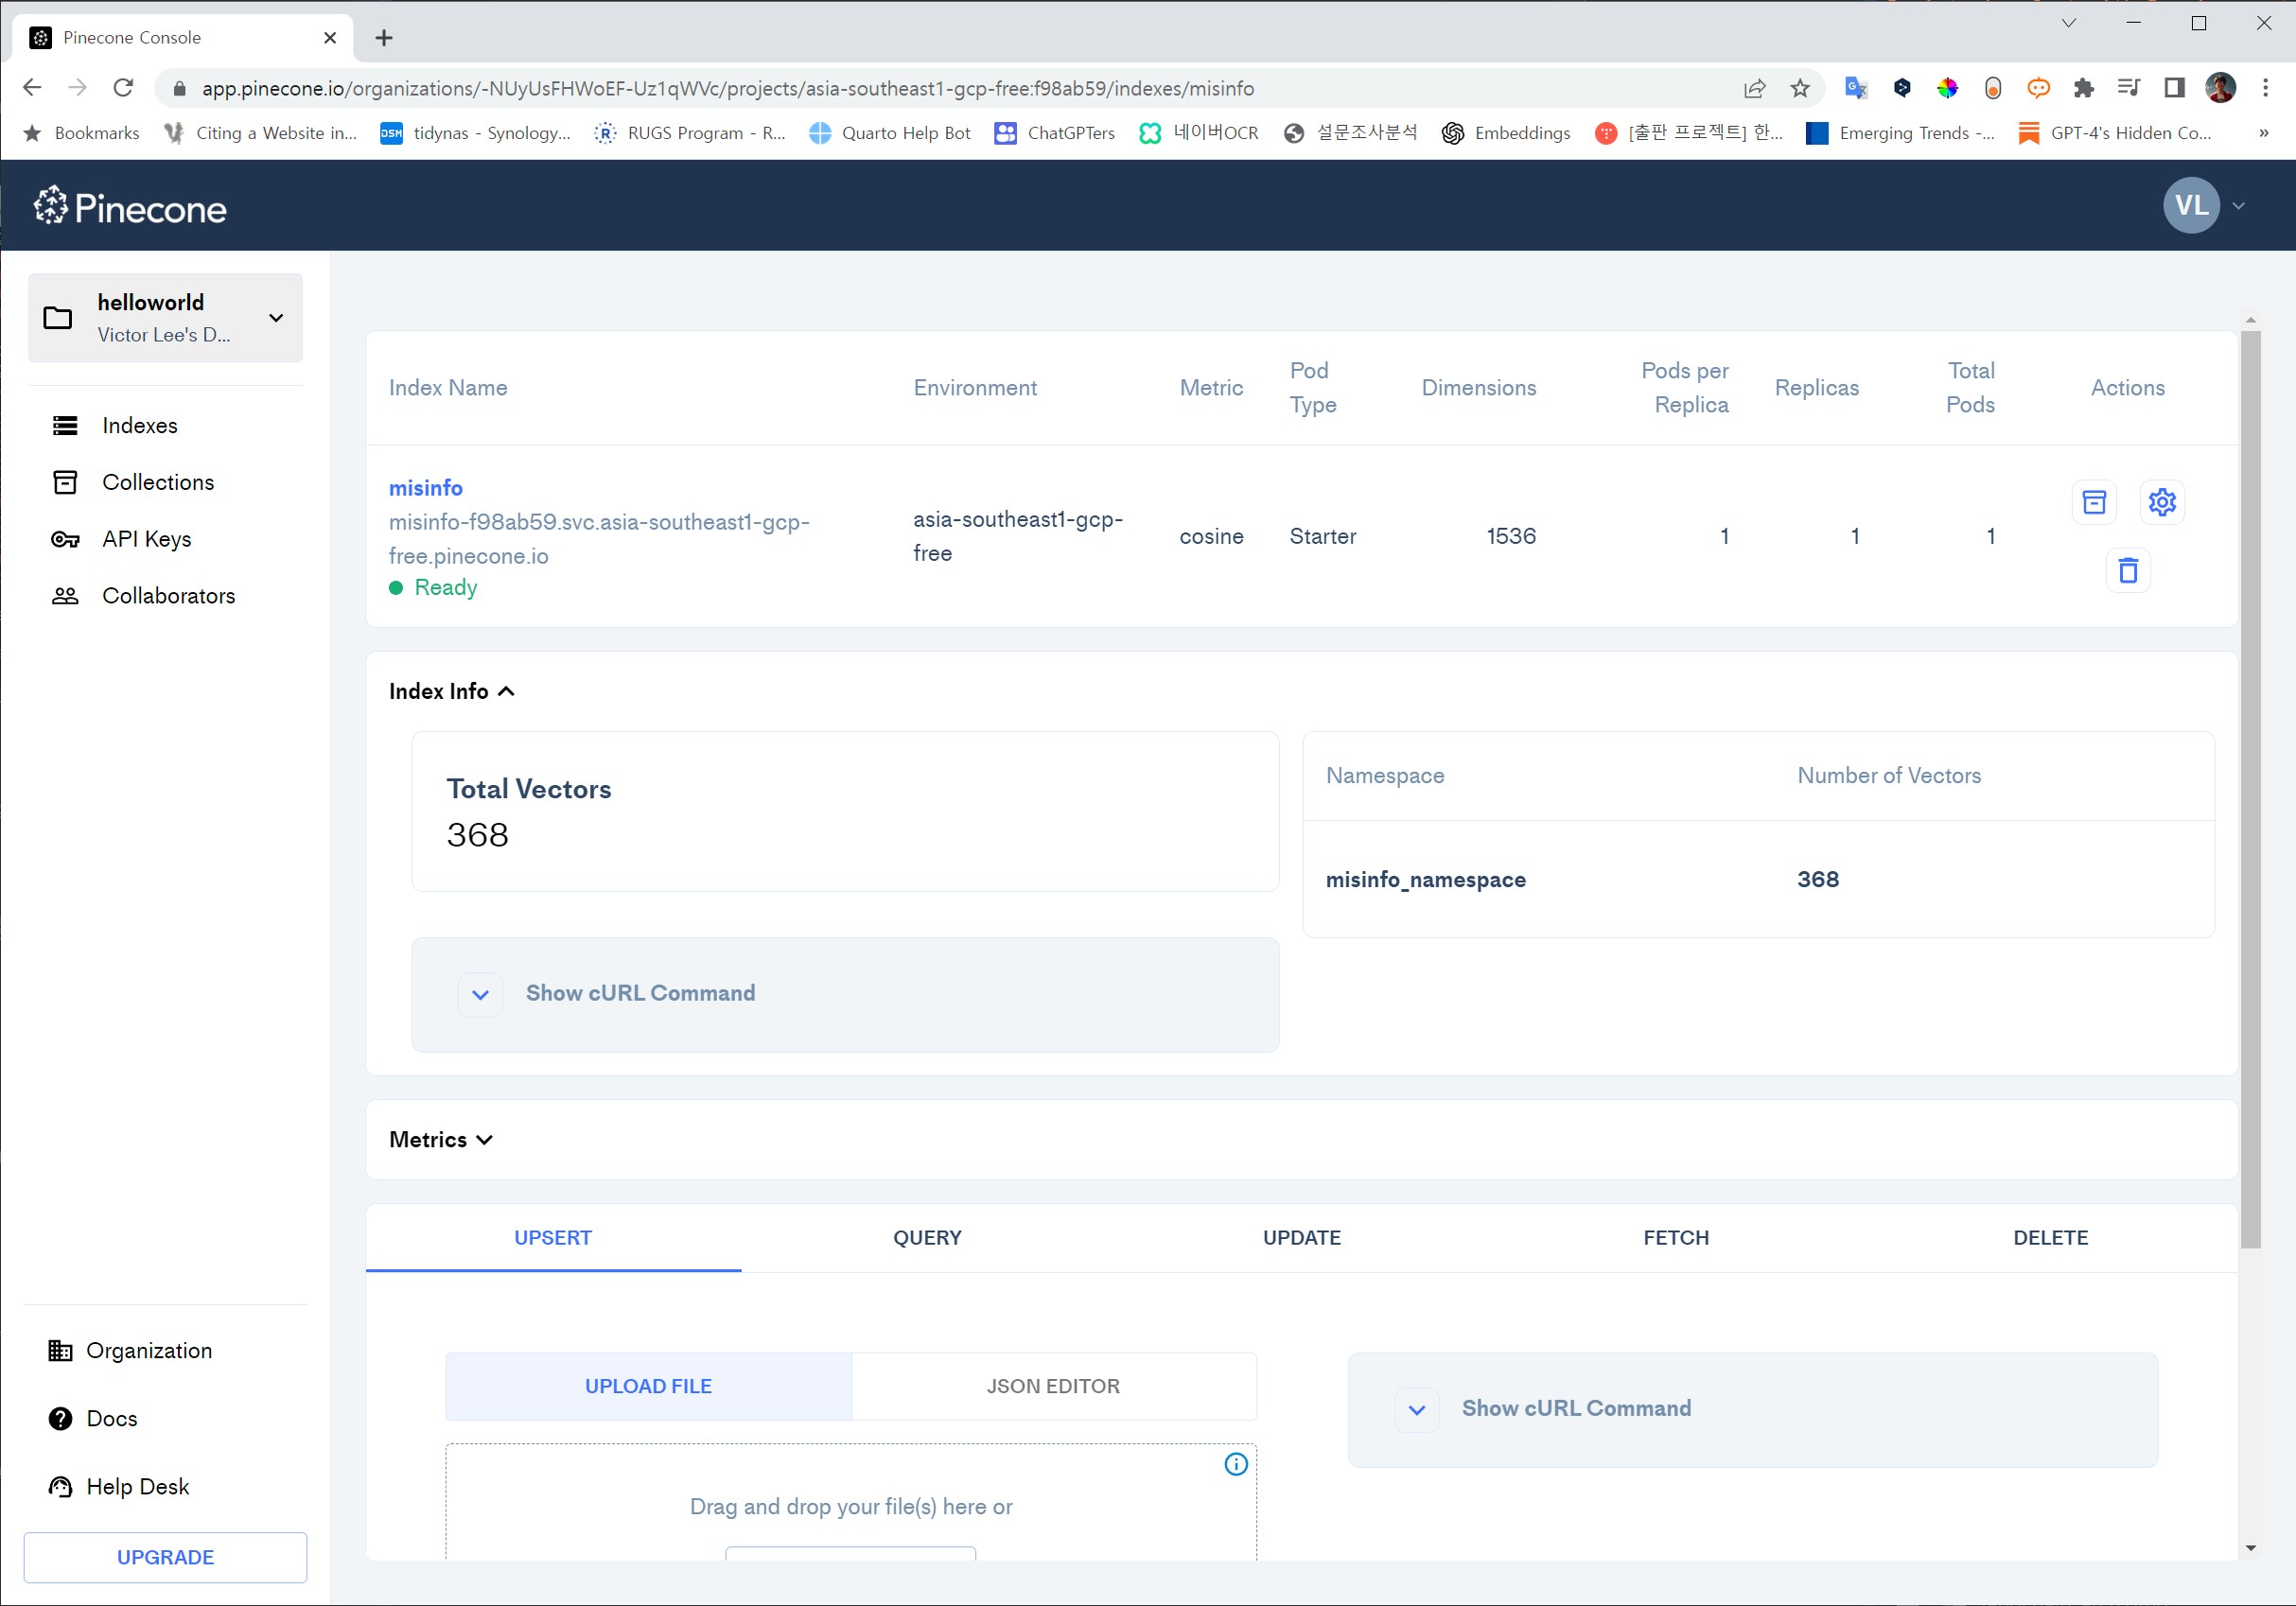 Pinecone Console
app.pinecone.io/organizations/-NUyUsFHWoEF-Uz1qWVc/projects/asia-southeast1-gcp-free:f98ab59/indexes/misinfo
Bookmarks
Citing a Website in...
DSM
tidynas - Synology...
R
RUGS Program - R...
Quarto Help Bot
ChatGPTers
네이버OCR
설문조사분석
Embeddings
[출판 프로젝트] 한...
Emerging Trends -...
GPT-4's Hidden Co...
»
Pinecone
VL
helloworld
Victor Lee's D...
Indexes
Collections
API Keys
Collaborators
Index Name
Environment
Metric
Pod
Type
Dimensions
Pods per
Replica
Replicas
Total
Pods
Actions
misinfo
misinfo-f98ab59.svc.asia-southeast1-gcp-
free.pinecone.io
Ready
asia-southeast1-gcp-
free
cosine
Starter
1536
1
1
1
Index Info
Total Vectors
368
Namespace
Number of Vectors
misinfo_namespace
368
Show cURL Command
Metrics
UPSERT
QUERY
UPDATE
FETCH
DELETE
UPLOAD FILE
JSON EDITOR
Show cURL Command
Drag and drop your file(s) here or
Organization
Docs
Help Desk
UPGRADE